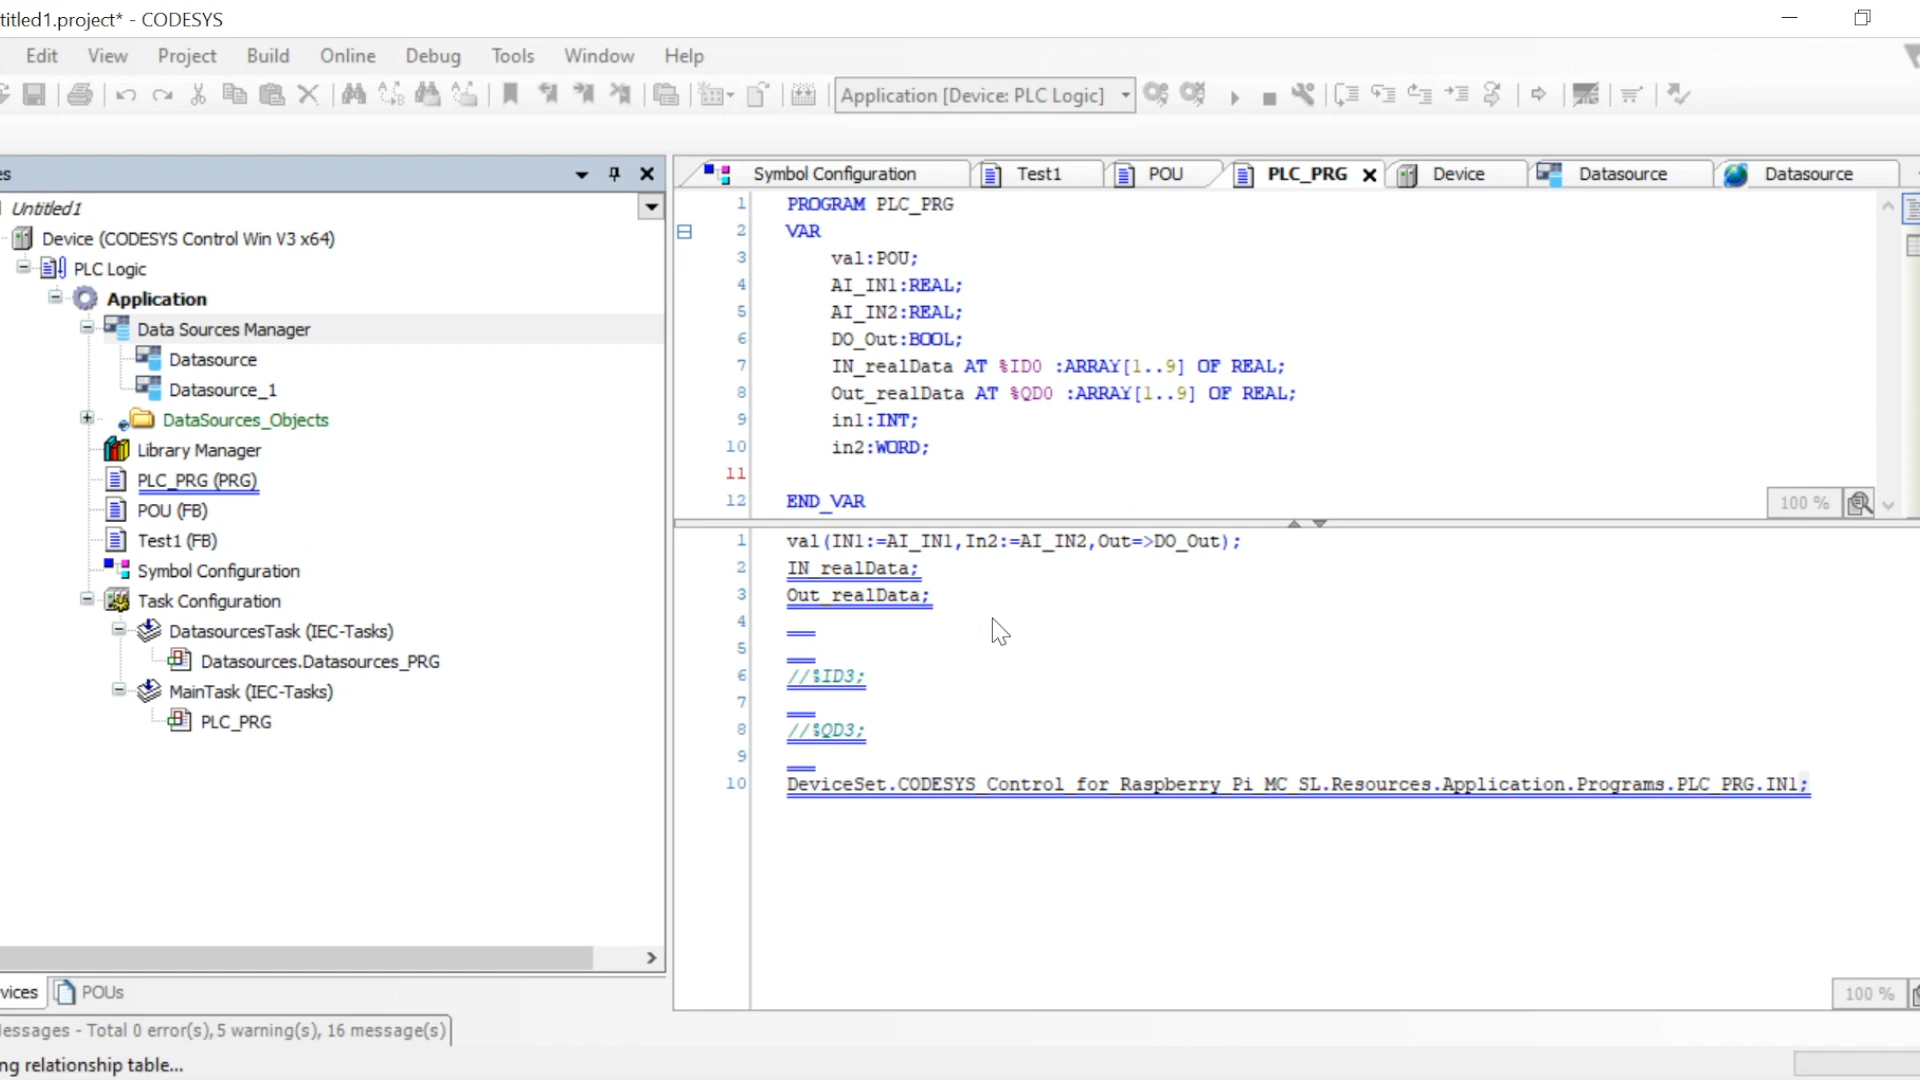 titled1.project* - CODESYS
Edit View Project Build Online Debug Tools Window Help
Application [Device: PLC Logic]
es
Untitled1
Device (CODESYS Control Win V3 x64)
PLC Logic
Application
Data Sources Manager
Datasource
Datasource_1
DataSources_Objects
Library Manager
PLC_PRG (PRG)
POU (FB)
Test1 (FB)
Symbol Configuration
Task Configuration
DatasourcesTask (IEC-Tasks)
Datasources.Datasources_PRG
MainTask (IEC-Tasks)
PLC_PRG
vices POUs
Messages - Total 0 error(s), 5 warning(s), 16 message(s)
ng relationship table...
Symbol Configuration Test1 POU PLC_PRG Device Datasource Datasource
1 PROGRAM PLC_PRG
2 VAR
3 val:POU;
4 AI_IN1:REAL;
5 AI_IN2:REAL;
6 DO_Out:BOOL;
7 IN_realData AT %ID0 :ARRAY[1..9] OF REAL;
8 Out_realData AT %QD0 :ARRAY[1..9] OF REAL;
9 in1:INT;
10 in2:WORD;
11
12 END_VAR
100 %
1 val(IN1:=AI_IN1,In2:=AI_IN2,Out=>DO_Out);
2 IN_realData;
3 Out_realData;
4
5
6 //%ID3;
7
8 //%QD3;
9
10 DeviceSet.CODESYS_Control_for_Raspberry_Pi_MC_SL.Resources.Application.Programs.PLC_PRG.IN1;
100 %